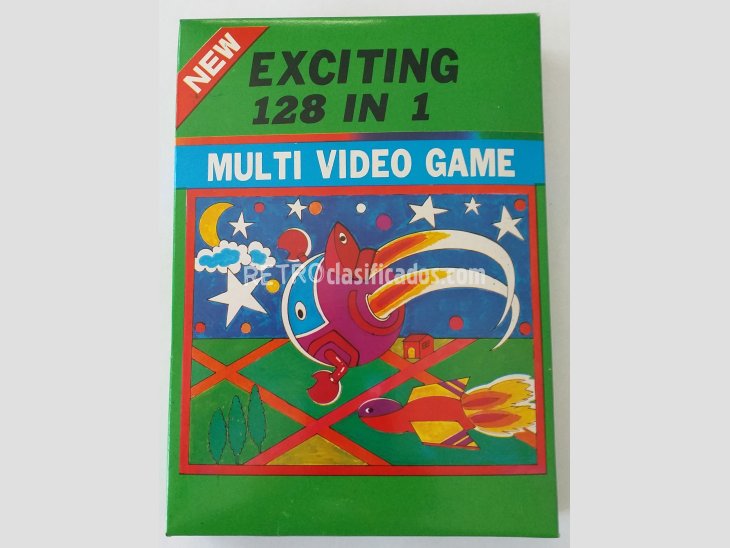 NEW
EXCITING
128 IN 1
MULTI VIDEO GAME
RETROclasificados.com